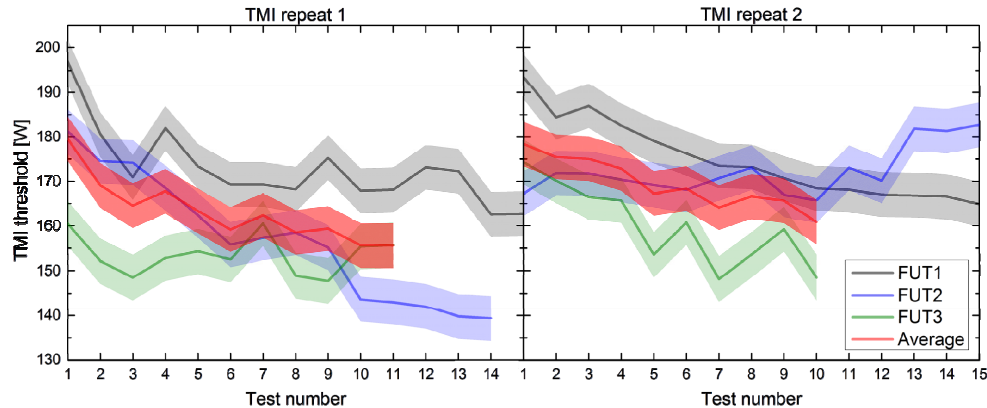 TMI repeat 1
TMI repeat 2
TMI threshold [W]
200
190
180
170
160
150
140
130
1 2 3 4 5 6 7 8 9 10 11 12 13 14
1 2 3 4 5 6 7 8 9 10 11 12 13 14 15
Test number
Test number
FUT1
FUT2
FUT3
Average